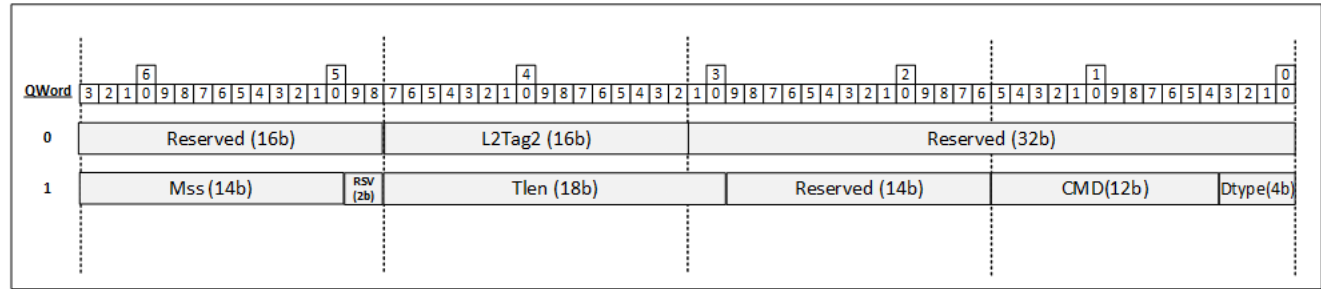 6 5 4 3 2 1 0
QWord 3 2 1 0 9 8 7 6 5 4 3 2 1 0 9 8 7 6 5 4 3 2 1 0 9 8 7 6 5 4 3 2 1 0 9 8 7 6 5 4 3 2 1 0 9 8 7 6 5 4 3 2 1 0 9 8 7 6 5 4 3 2 1 0
0 Reserved (16b) L2Tag2 (16b) Reserved (32b)
1 Mss (14b) RSV (2b) Tlen (18b) Reserved (14b) CMD(12b) Dtype(4b)